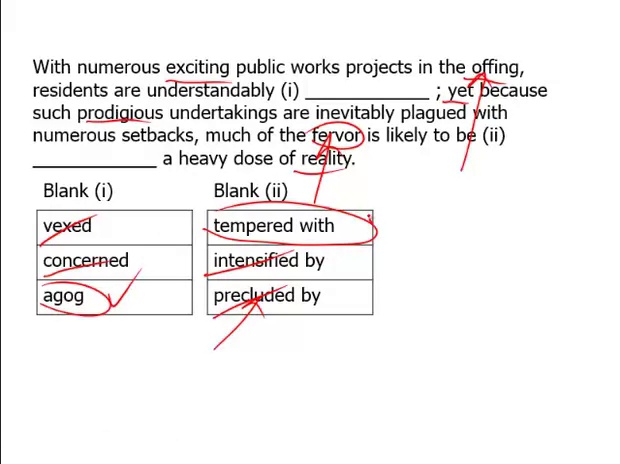 With numerous exciting public works projects in the offing,
residents are understandably (i) _____________ ; yet because
such prodigious undertakings are inevitably plagued with
numerous setbacks, much of the fervor is likely to be (ii)
_____________ a heavy dose of reality.
Blank (i) Blank (ii)
vexed tempered with
concerned intensified by
agog precluded by